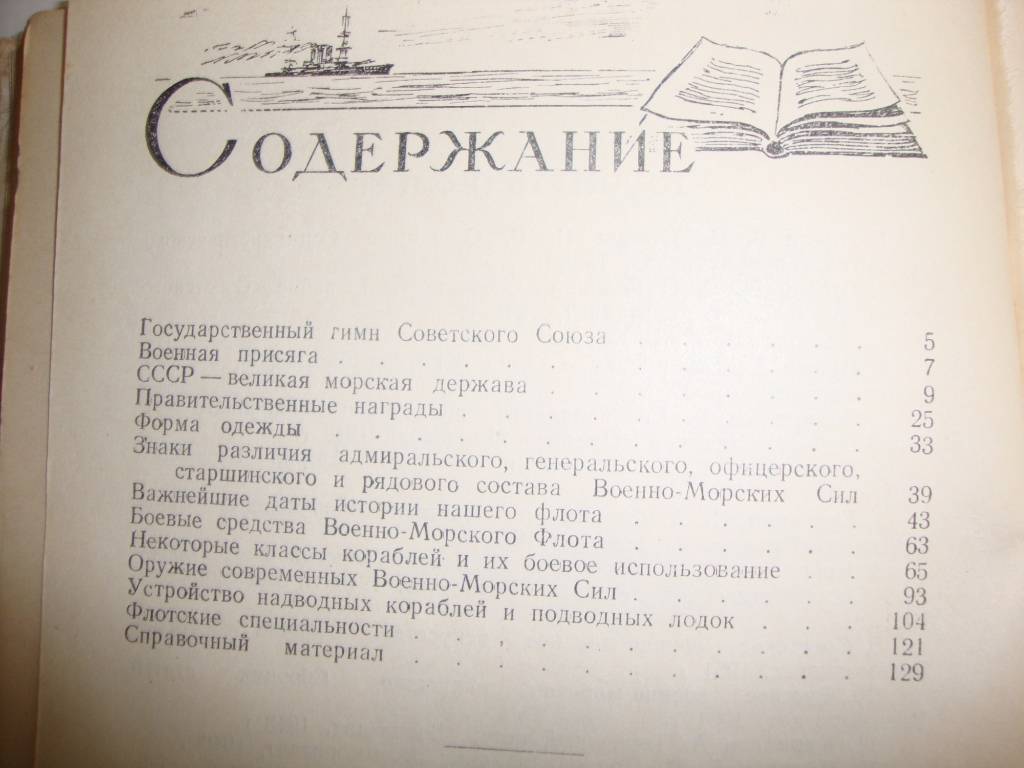 СОДЕРЖАНИЕ
Государственный гимн Советского Союза . . . . . . 5
Военная присяга . . . . . . . . . . . . 7
СССР — великая морская держава . . . . . . . . 9
Правительственные награды . . . . . . . . . 25
Форма одежды . . . . . . . . . . . . 33
Знаки различия адмиральского, генеральского, офицерского,
старшинского и рядового состава Военно-Морских Сил 39
Важнейшие даты истории нашего флота . . . . . . 43
Боевые средства Военно-Морского Флота . . . . . . 63
Некоторые классы кораблей и их боевое использование . . 65
Оружие современных Военно-Морских Сил . . . . . . 93
Устройство надводных кораблей и подводных лодок . . . 104
Флотские специальности . . . . . . . . . . 121
Справочный материал . . . . . . . . . . 129